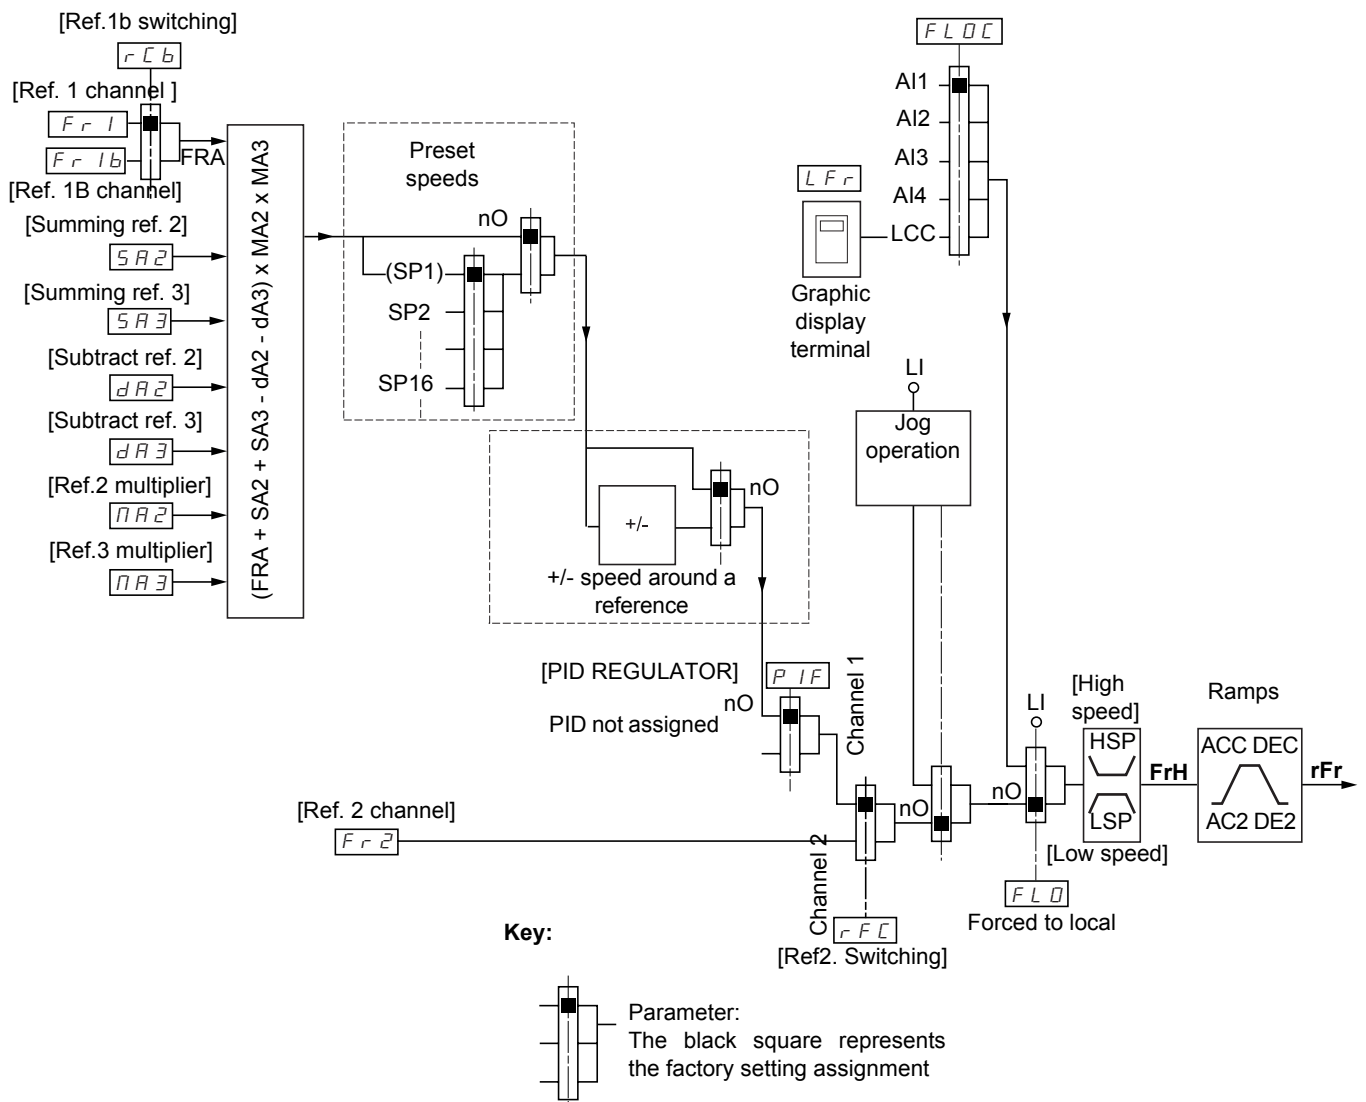 [Ref.1b switching]
rCb
[Ref. 1 channel ]
Fr1
Fr1b
FRA
[Ref. 1B channel]
[Summing ref. 2]
SA2
[Summing ref. 3]
SA3
[Subtract ref. 2]
dA2
[Subtract ref. 3]
dA3
[Ref.2 multiplier]
MA2
[Ref.3 multiplier]
MA3
(FRA + SA2 + SA3 - dA2 - dA3) x MA2 x MA3
Preset
speeds
nO
(SP1)
SP2
SP16
nO
+/-
+/- speed around a
reference
FLOC
AI1
AI2
AI3
AI4
LCC
LFr
Graphic
display
terminal
LI
Jog
operation
[PID REGULATOR]
PIF
nO
PID not assigned
Channel 1
[Ref. 2 channel]
Fr2
Channel 2
rFC
[Ref2. Switching]
nO
nO
LI
FLO
Forced to local
[High
speed]
HSP
LSP
[Low speed]
FrH
Ramps
ACC DEC
AC2 DE2
rFr
Key:
Parameter:
The black square represents
the factory setting assignment